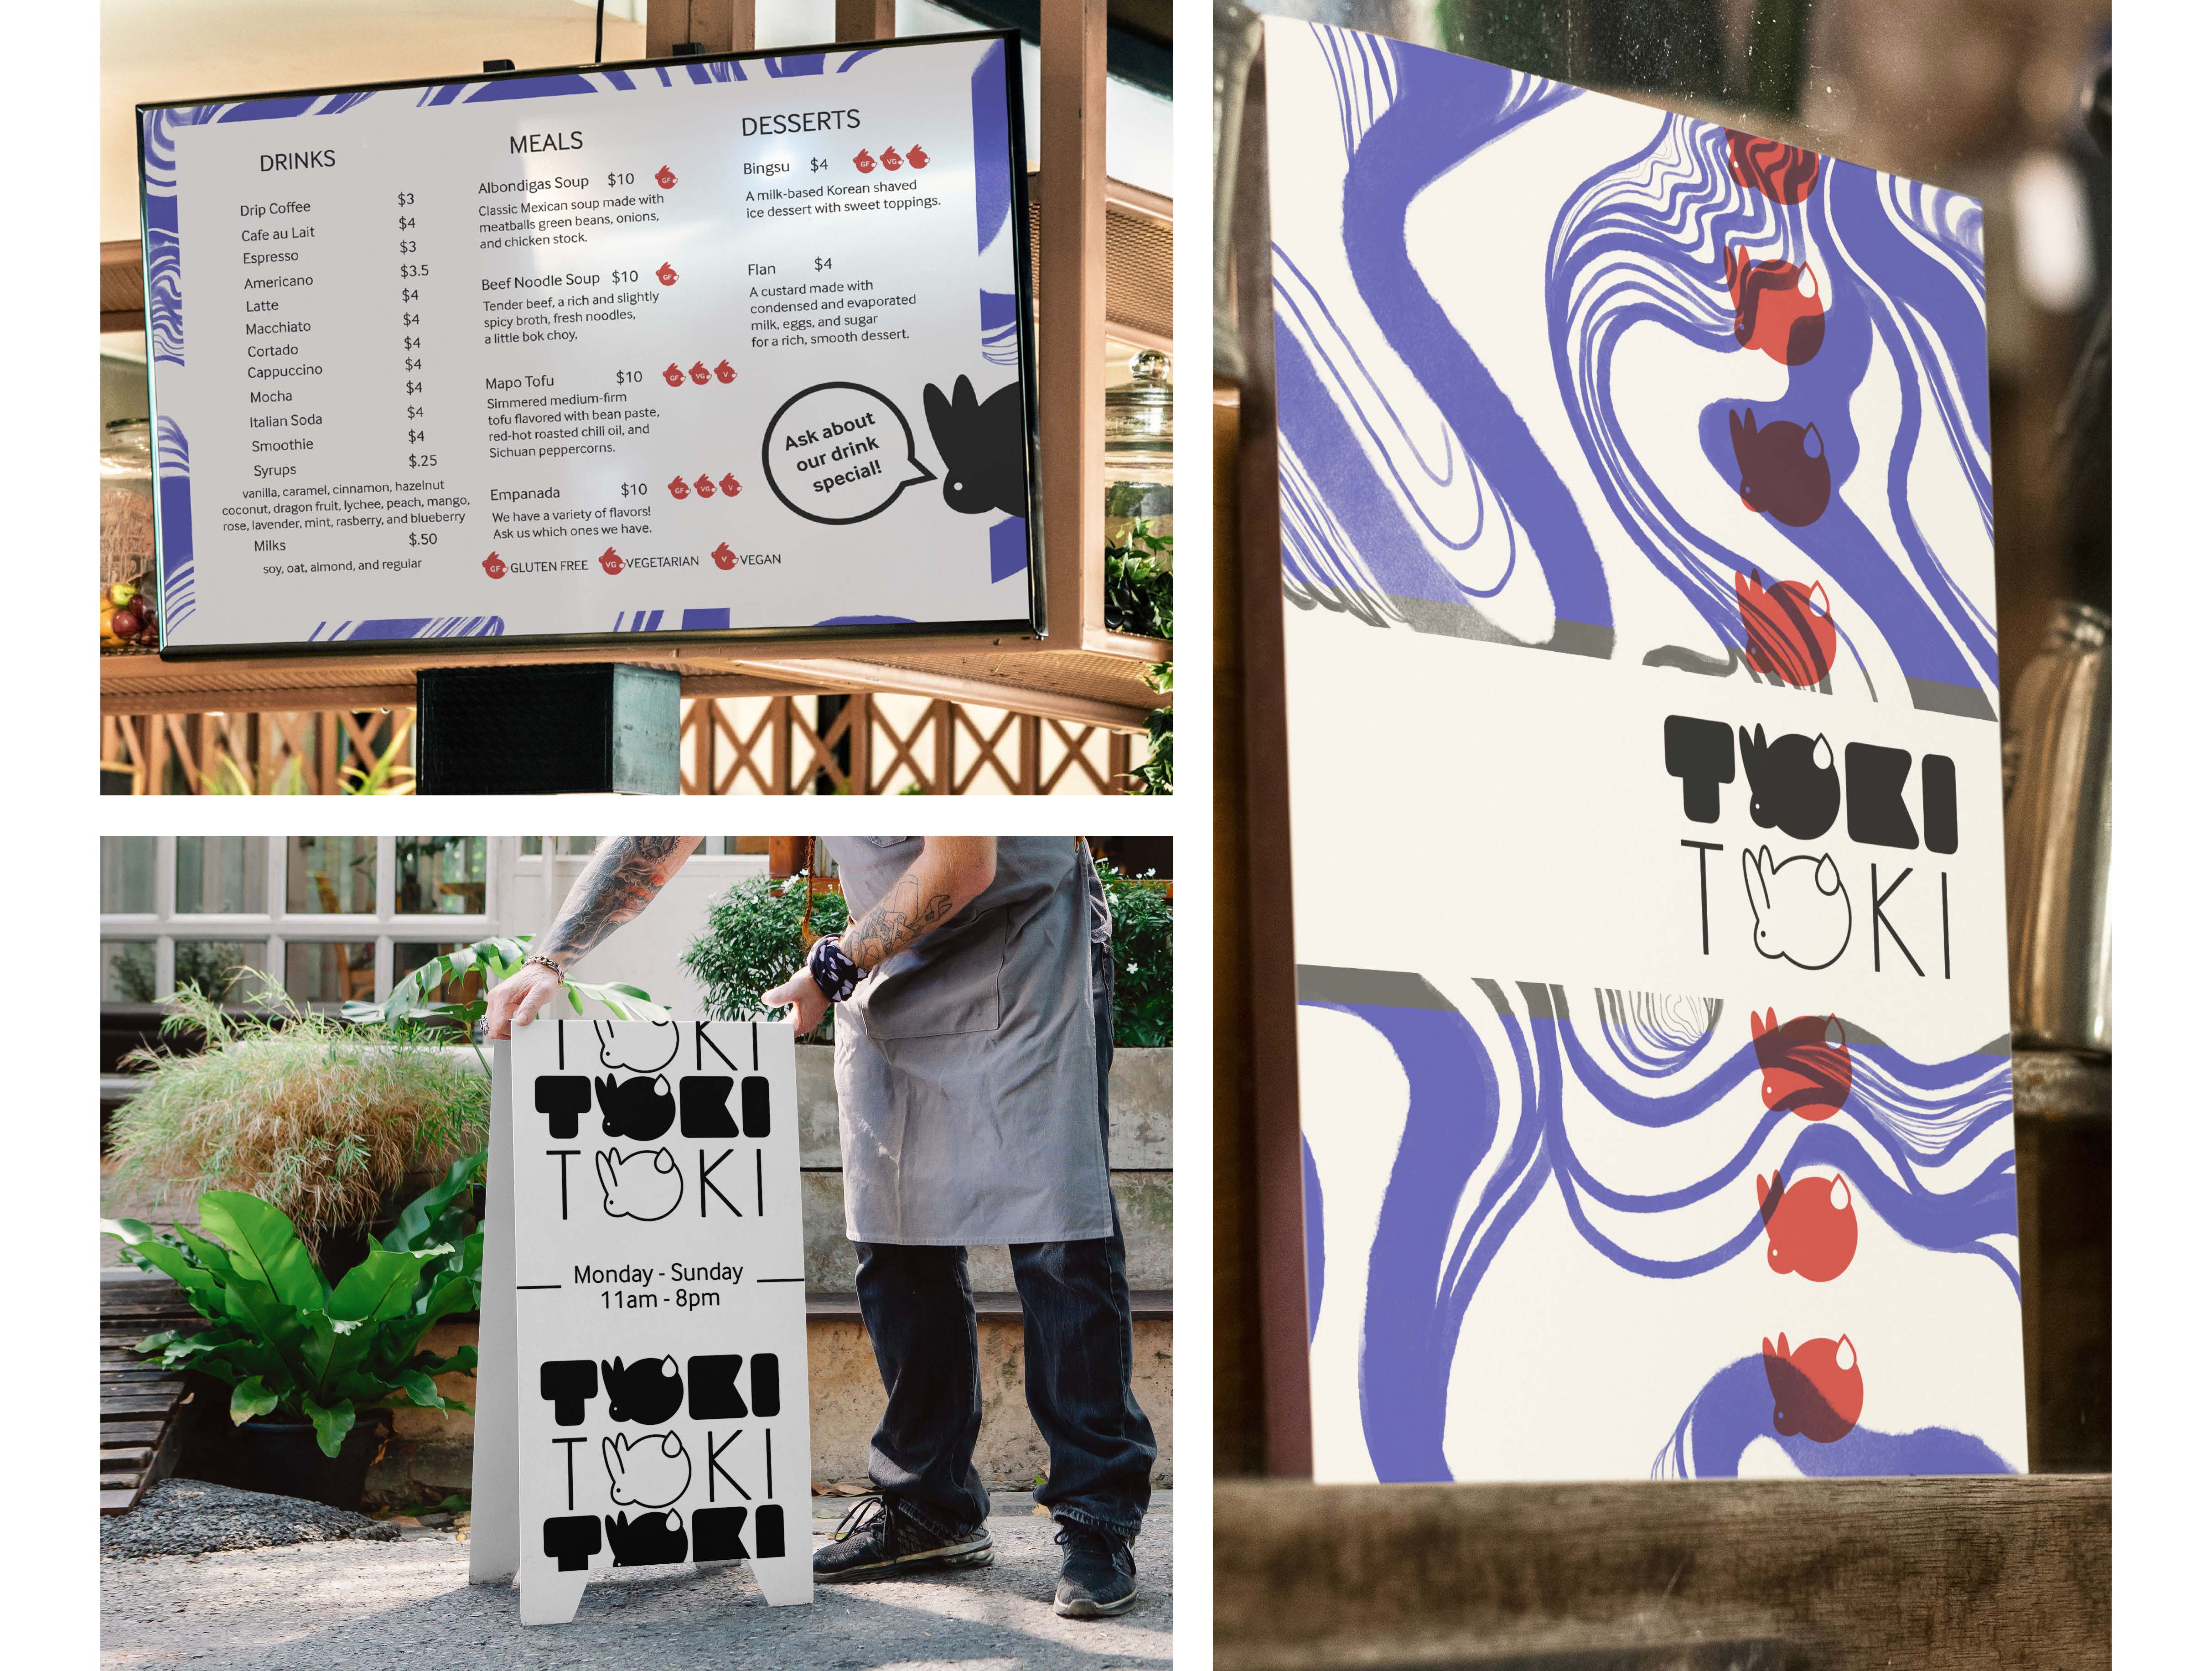 DRINKS
Drip Coffee $3
Cafe au Lait $4
Espresso $3
Americano $3.5
Latte $4
Macchiato $4
Cortado $4
Cappuccino $4
Mocha $4
Italian Soda $4
Smoothie $4
Syrups $.25
vanilla, caramel, cinnamon, hazelnut
coconut, dragon fruit, lychee, peach, mango,
rose, lavender, mint, rasberry, and blueberry
Milks $.50
soy, oat, almond, and regular
MEALS
Albondigas Soup $10 GF
Classic Mexican soup made with
meatballs green beans, onions,
and chicken stock.
Beef Noodle Soup $10 GF
Tender beef, a rich and slightly
spicy broth, fresh noodles,
a little bok choy,
Mapo Tofu $10 GF VG V
Simmered medium-firm
tofu flavored with bean paste,
red-hot roasted chili oil, and
Sichuan peppercorns.
Empanada $10 GF VG V
We have a variety of flavors!
Ask us which ones we have.
GF GLUTEN FREE VG VEGETARIAN V VEGAN
DESSERTS
Bingsu $4 GF VG
A milk-based Korean shaved
ice dessert with sweet toppings.
Flan $4
A custard made with
condensed and evaporated
milk, eggs, and sugar
for a rich, smooth dessert.
Ask about
our drink
special!
TOKI
TOKI
TOKI
TOKI
TOKI
Monday - Sunday
11am - 8pm
TOKI
TOKI
TOKI